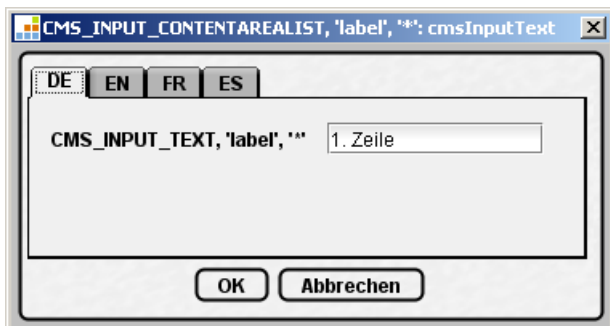 CMS_INPUT_CONTENTAREALIST, 'label', '*': cmsInputText
DE EN FR ES
CMS_INPUT_TEXT, 'label', '*' 1. Zeile
OK Abbrechen